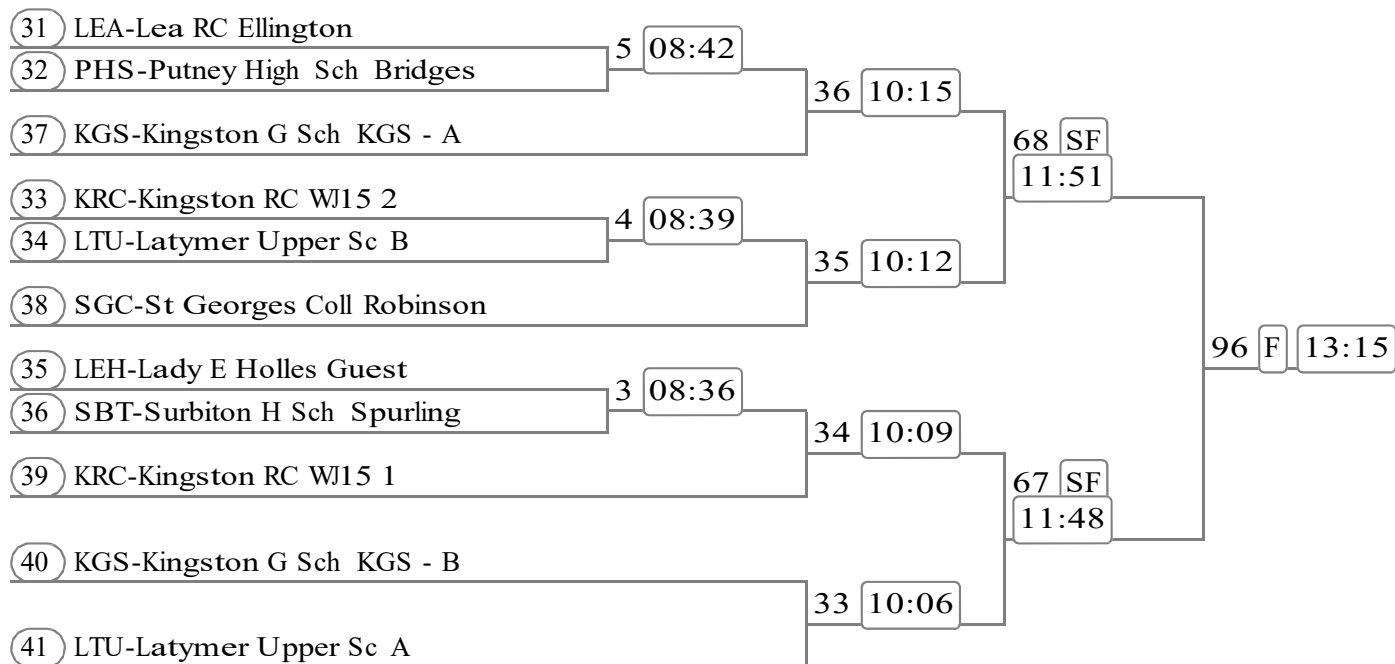 31 LEA-Lea RC Ellington
5 08:42
32 PHS-Putney High Sch Bridges
36 10:15
37 KGS-Kingston G Sch KGS - A
68 SF
11:51
33 KRC-Kingston RC WJ15 2
4 08:39
34 LTU-Latymer Upper Sc B
35 10:12
38 SGC-St Georges Coll Robinson
96 F 13:15
35 LEH-Lady E Holles Guest
3 08:36
36 SBT-Surbiton H Sch Spurling
34 10:09
39 KRC-Kingston RC WJ15 1
67 SF
11:48
40 KGS-Kingston G Sch KGS - B
33 10:06
41 LTU-Latymer Upper Sc A